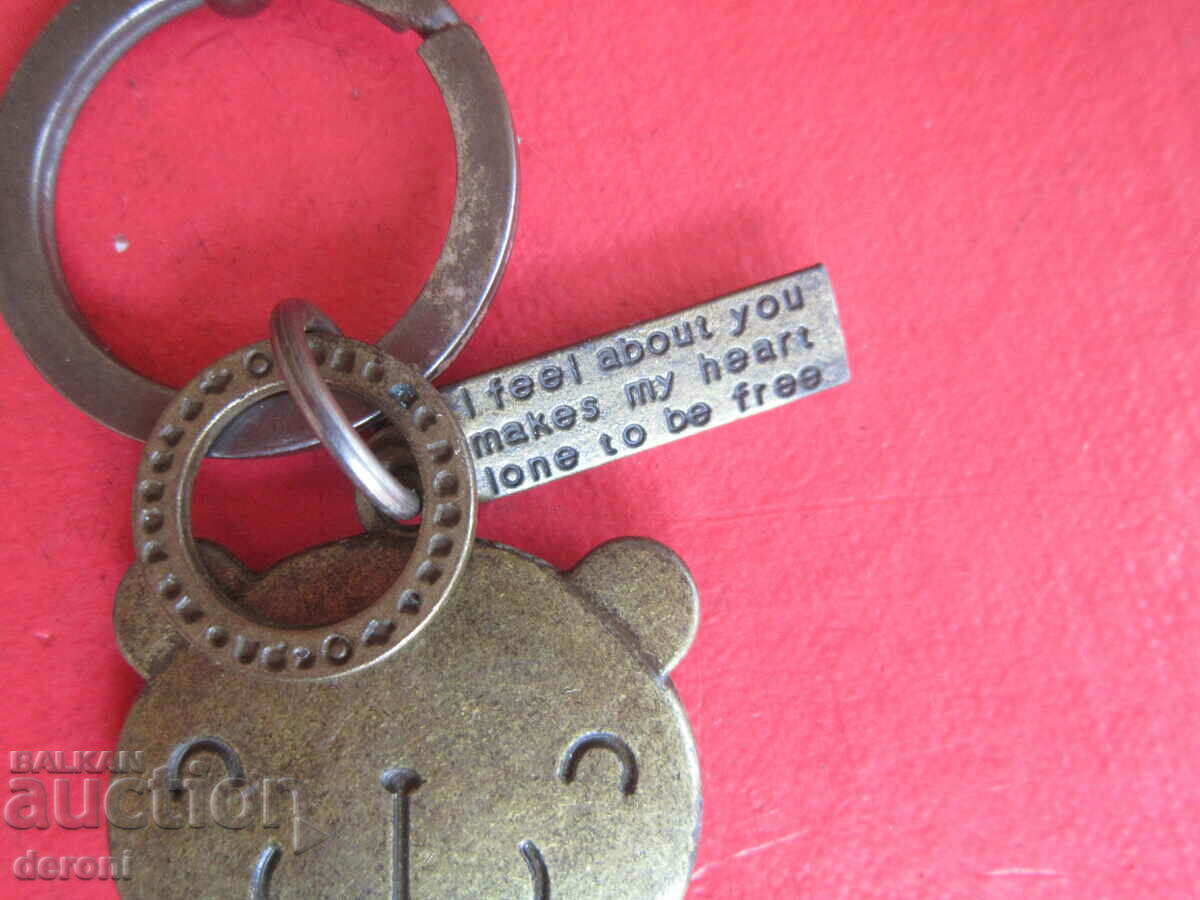 I feel about you
makes my heart
lone to be free
BALKAN
auction
deroni